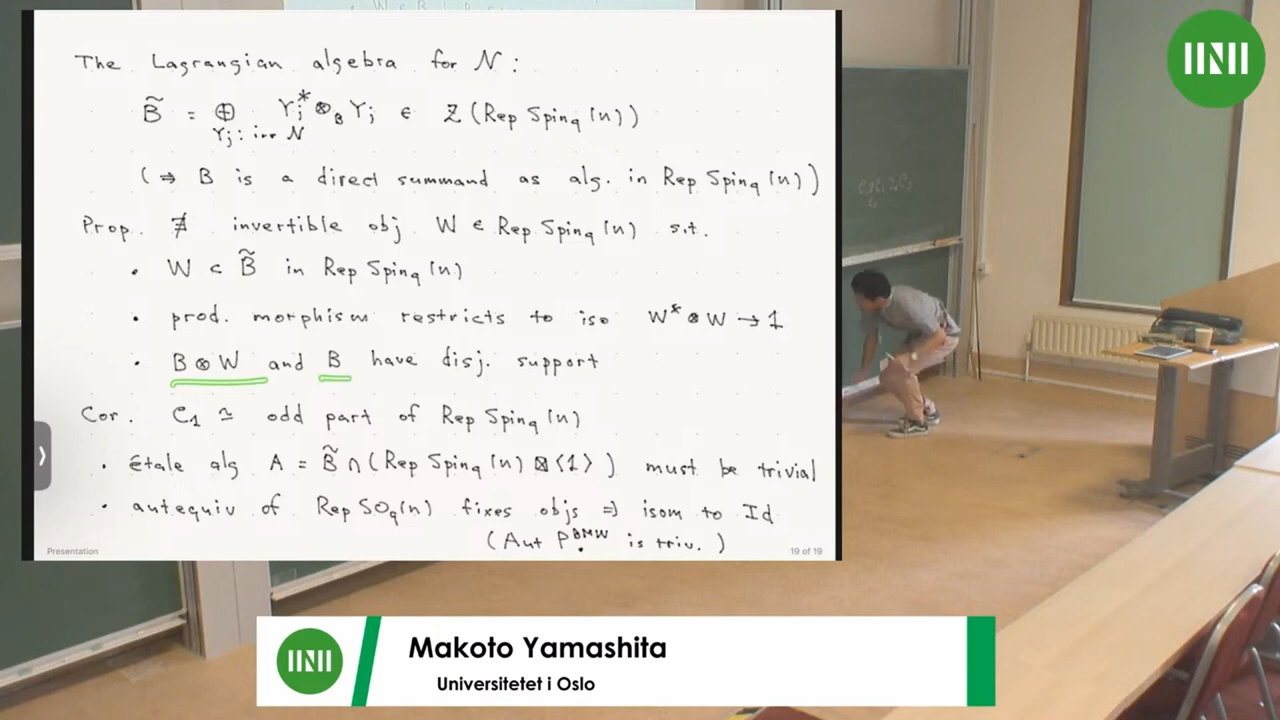 The Lagrangian algebra for N :
B̃ = ⊕ Yj* ⊗_B Yj ∈ Z (Rep Spinq (n))
Yj : irr N
(⇒ B is a direct summand as alg. in Rep Spinq (n))
Prop. ∄ invertible obj W ∈ Rep Spinq (n) s.t.
• W ⊂ B̃ in Rep Spinq (n)
• prod. morphism restricts to iso W* ⊗ W → 1
• B ⊗ W and B have disj. support
Cor. C1 ≃ odd part of Rep Spinq (n)
• étale alg A = B̃ ∩ (Rep Spinq (n) ⊠ ⟨1⟩) must be trivial
• autequiv of Rep SOq(n) fixes objs ⇒ isom to Id
(Aut P.^BMW is triv. )
Presentation
19 of 19
Makoto Yamashita
Universitetet i Oslo